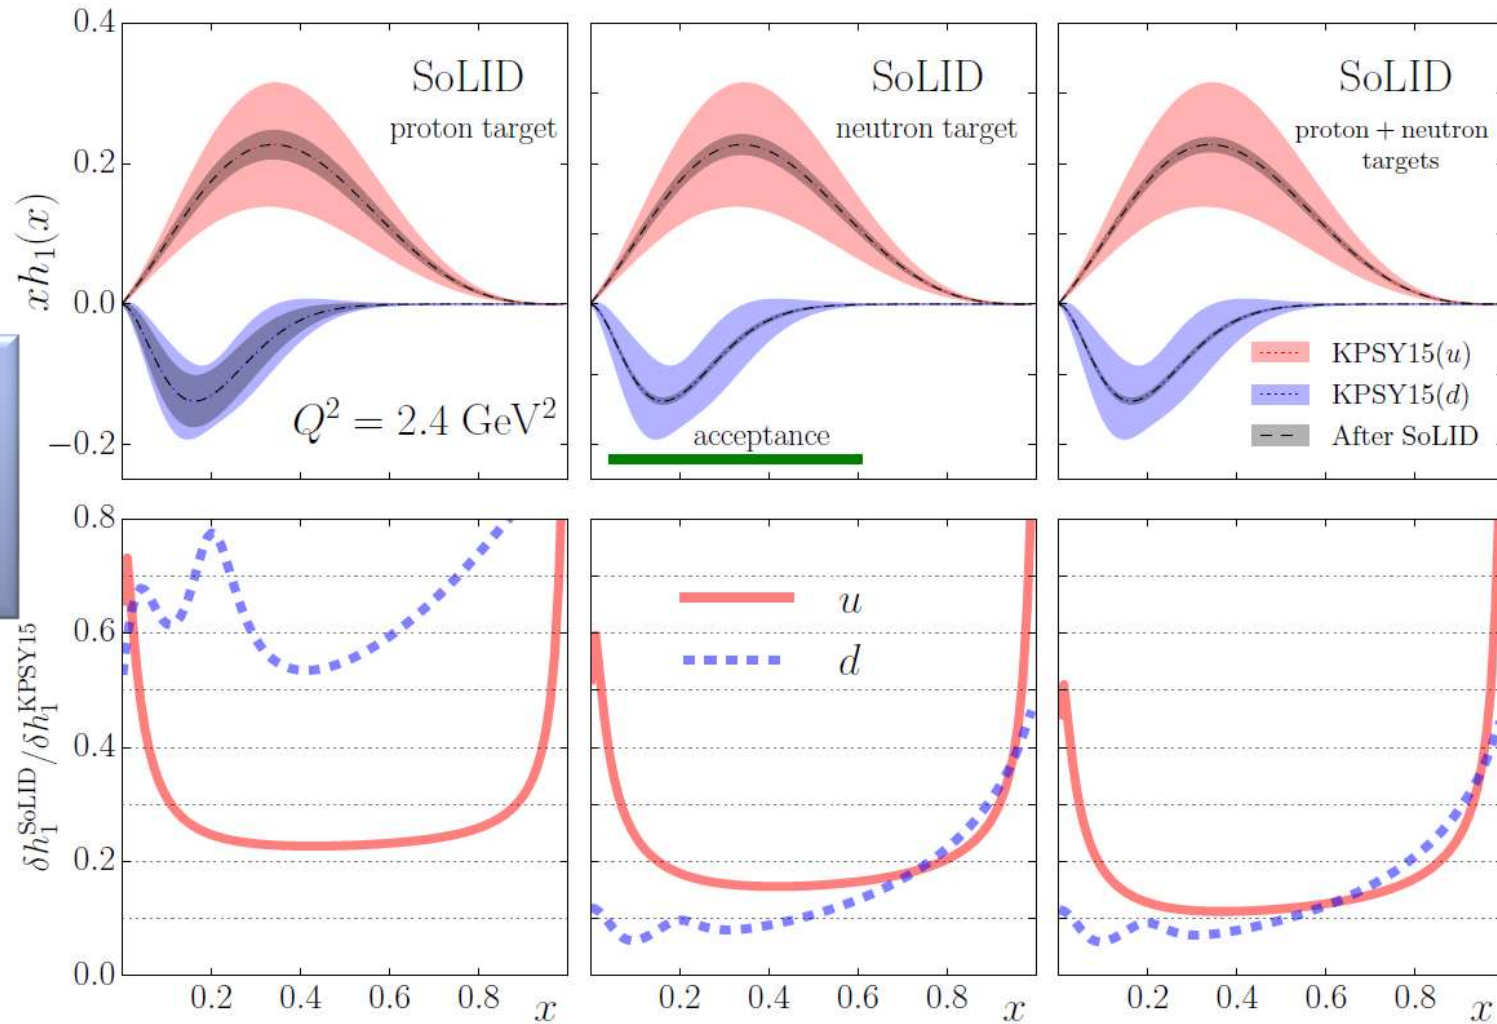 0.4
0.2
0.0
−0.2
xh₁(x)
SoLID
proton target
Q² = 2.4 GeV²
SoLID
neutron target
acceptance
SoLID
proton + neutron
targets
KPSY15(u)
KPSY15(d)
After SoLID
0.8
0.6
0.4
0.2
0.0
δh₁^SoLID/δh₁^KPSY15
u
d
0.2 0.4 0.6 0.8 x
0.2 0.4 0.6 0.8 x
0.2 0.4 0.6 0.8 x